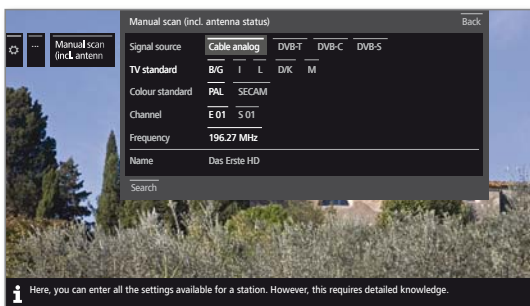 Manual scan (incl. antenna status) Back
... Manual scan
(incl. antenn
Signal source Cable analog DVB-T DVB-C DVB-S
TV standard B/G I L D/K M
Colour standard PAL SECAM
Channel E 01 S 01
Frequency 196.27 MHz
Name Das Erste HD
Search
i Here, you can enter all the settings available for a station. However, this requires detailed knowledge.